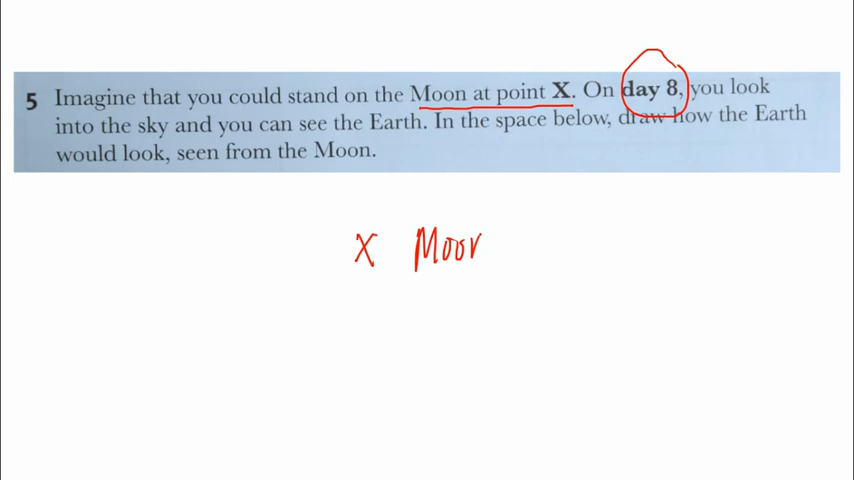 5 Imagine that you could stand on the Moon at point X. On day 8, you look
into the sky and you can see the Earth. In the space below, draw how the Earth
would look, seen from the Moon.
X Moon